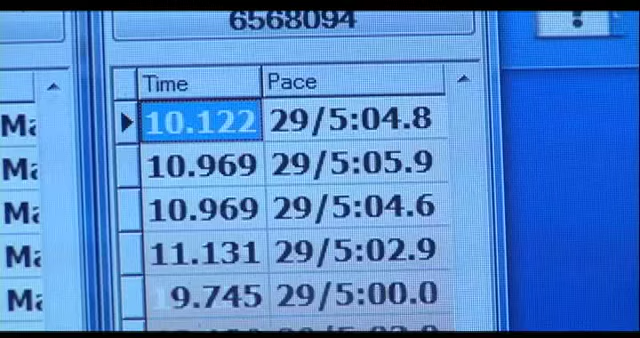 6568094
Time Pace
Ma 10.122 29/5:04.8
Ma 10.969 29/5:05.9
Ma 10.969 29/5:04.6
Ma 11.131 29/5:02.9
Ma 9.745 29/5:00.0